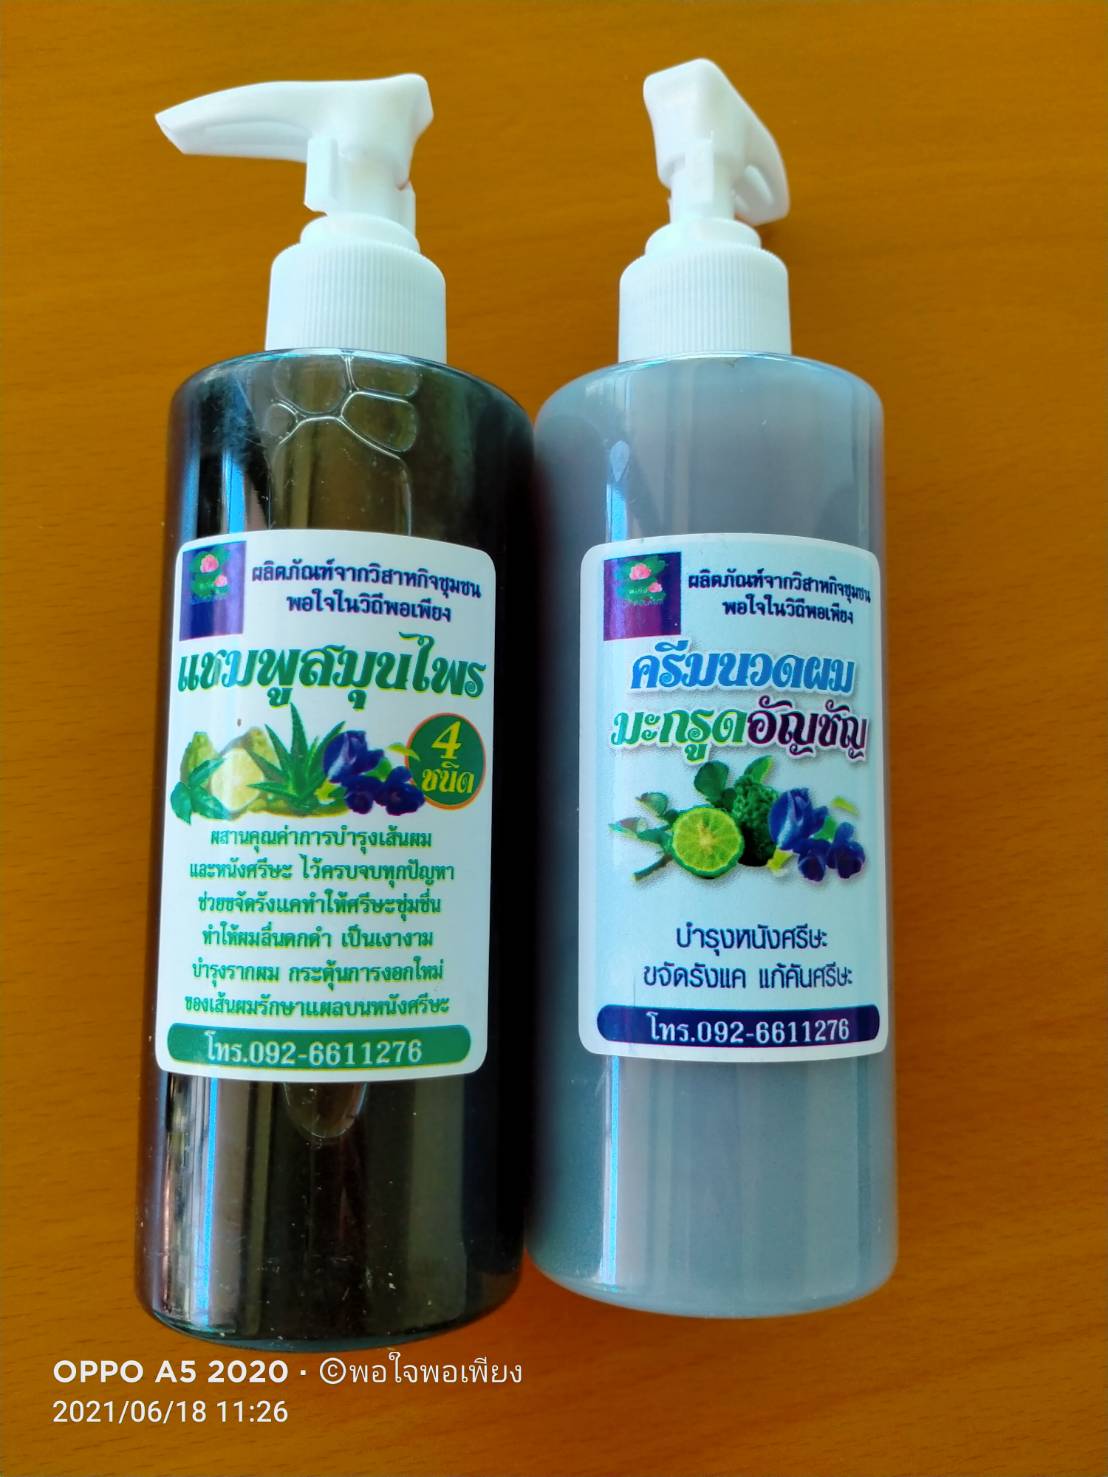 ผลิตภัณฑ์จากวิสาหกิจชุมชน
พอใจในวิถีพอเพียง
แชมพูสมุนไพร
4
ชนิด
ผสานคุณค่าการบำรุงเส้นผม
และหนังศรีษะ ไว้ครบจบทุกปัญหา
ช่วยขจัดรังแคทำให้ศรีษะชุ่มชื่น
ทำให้ผมลื่นดกดำ เป็นเงางาม
บำรุงรากผม กระตุ้นการงอกใหม่
ของเส้นผมรักษาแผลบนหนังศรีษะ
โทร.092-6611276
ผลิตภัณฑ์จากวิสาหกิจชุมชน
พอใจในวิถีพอเพียง
ครีมนวดผม
มะกรูดอัญชัญ
บำรุงหนังศรีษะ
ขจัดรังแค แก้คันศรีษะ
โทร.092-6611276
OPPO A5 2020 · ©พอใจพอเพียง
2021/06/18 11:26